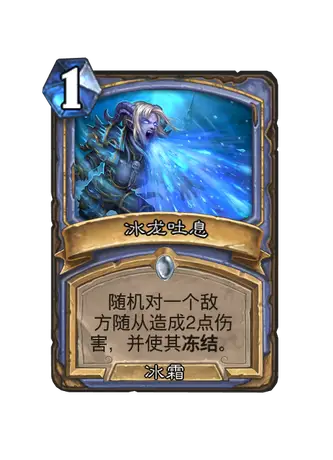 1
冰龙吐息
随机对一个敌
方随从造成2点伤
害，并使其冻结。
冰霜